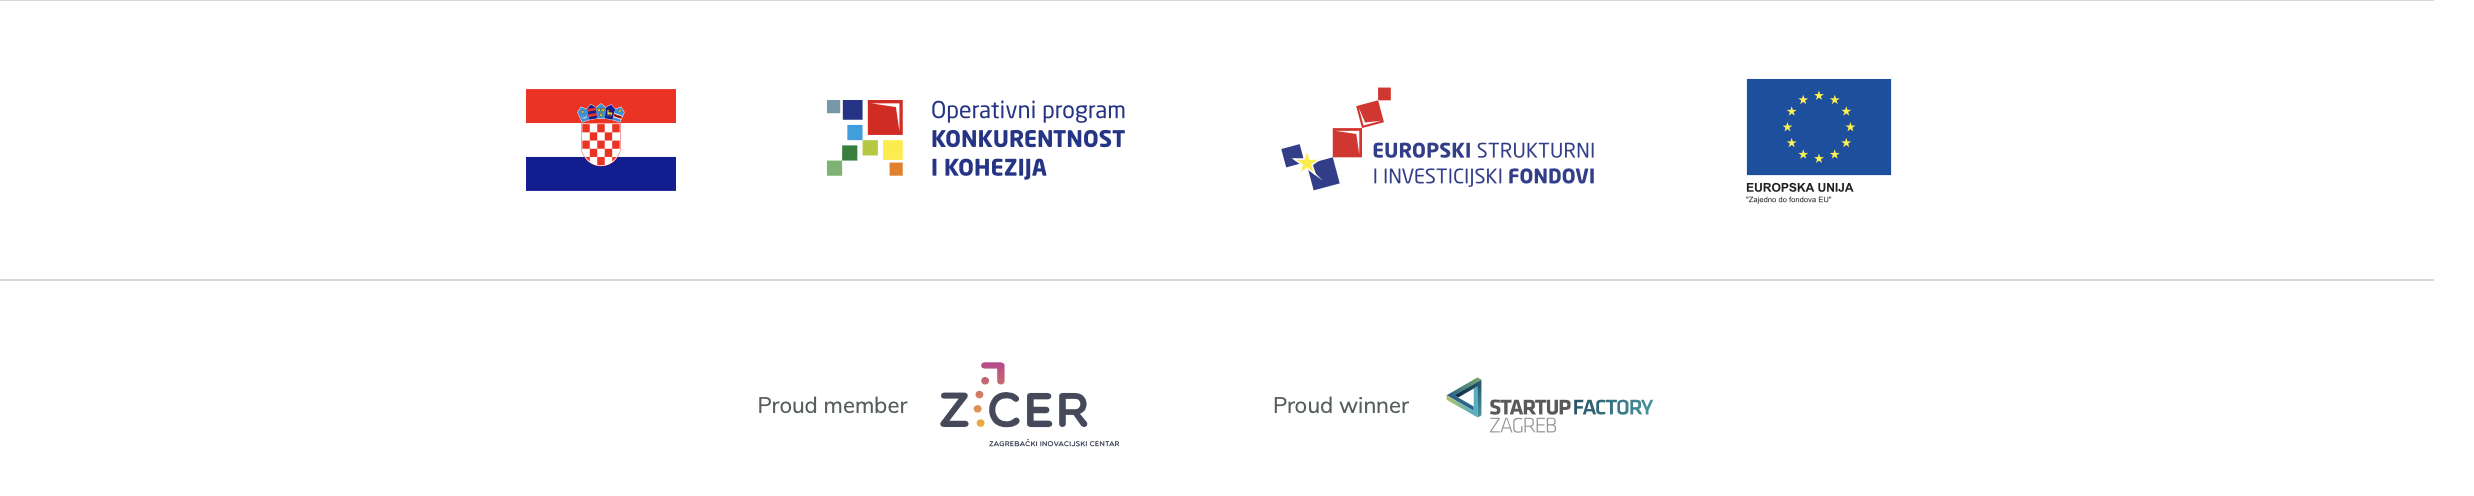 Operativni program
KONKURENTNOST
I KOHEZIJA
EUROPSKI STRUKTURNI
I INVESTICIJSKI FONDOVI
EUROPSKA UNIJA
"Zajedno do fondova EU"
Proud member
ZICER
ZAGREBAČKI INOVACIJSKI CENTAR
Proud winner
STARTUP FACTORY
ZAGREB